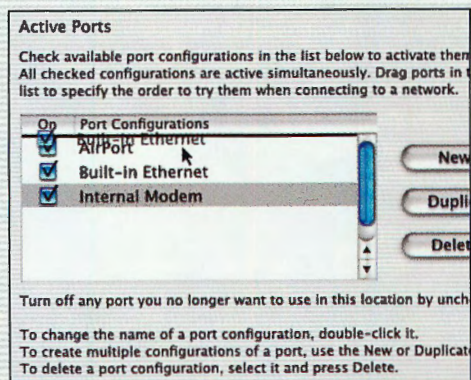 Active Ports
Check available port configurations in the list below to activate them
All checked configurations are active simultaneously. Drag ports in t
list to specify the order to try them when connecting to a network.
On Port Configurations
Built-in Ethernet
AirPort
Built-in Ethernet
Internal Modem
New
Dupli
Delet
Turn off any port you no longer want to use in this location by unch
To change the name of a port configuration, double-click it.
To create multiple configurations of a port, use the New or Duplicat
To delete a port configuration, select it and press Delete.